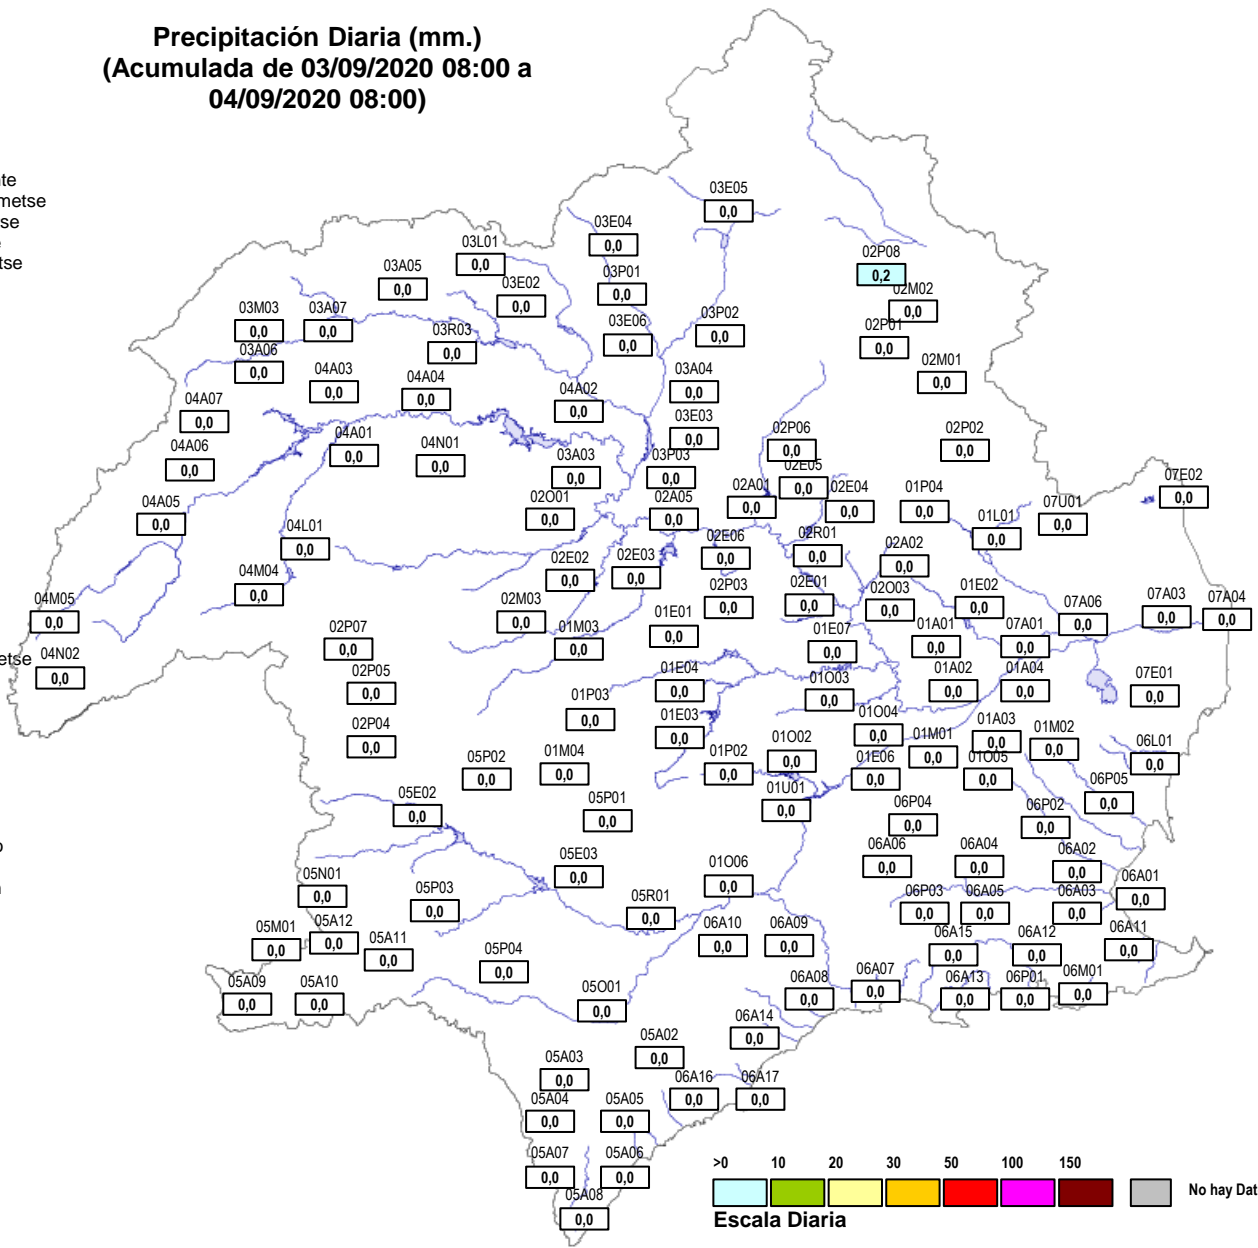 Precipitación Diaria (mm.)
(Acumulada de 03/09/2020 08:00 a
04/09/2020 08:00)
te
metse
se
tse
etse
03E05
0,0
03E04
0,0
03L01
0,0
02P08
0,2
03A05
0,0
03P01
0,0
03E02
0,0
02M02
0,0
03M03
0,0
03A07
0,0
03P02
0,0
03E06
0,0
03R03
0,0
02P01
0,0
03A06
0,0
02M01
0,0
04A03
0,0
04A04
0,0
03A04
0,0
04A02
0,0
04A07
0,0
03E03
0,0
04A01
0,0
04N01
0,0
02P06
0,0
02P02
0,0
04A06
0,0
03A03
0,0
03P03
0,0
02E05
0,0
07E02
0,0
02A01
0,0
02E04
0,0
01P04
0,0
04A05
0,0
02O01
0,0
02A05
0,0
07U01
0,0
01L01
0,0
04L01
0,0
02E06
0,0
02R01
0,0
02A02
0,0
02E02
0,0
02E03
0,0
04M04
0,0
02P03
0,0
02E01
0,0
02O03
0,0
01E02
0,0
04M05
0,0
02M03
0,0
07A06
0,0
07A03
0,0
07A04
0,0
01E01
0,0
02P07
0,0
01M03
0,0
01E07
0,0
01A01
0,0
07A01
0,0
04N02
0,0
02P05
0,0
01E04
0,0
01O03
0,0
01A02
0,0
01A04
0,0
07E01
0,0
01P03
0,0
02P04
0,0
01E03
0,0
01O04
0,0
01A03
0,0
01M02
0,0
01M01
0,0
06L01
0,0
05P02
0,0
01M04
0,0
01P02
0,0
01O02
0,0
01E06
0,0
01O05
0,0
05E02
0,0
05P01
0,0
01U01
0,0
06P05
0,0
06P04
0,0
06P02
0,0
05E03
0,0
06A06
0,0
06A04
0,0
06A02
0,0
05N01
0,0
01O06
0,0
06A01
0,0
05P03
0,0
05R01
0,0
06P03
0,0
06A05
0,0
06A03
0,0
05M01
0,0
05A12
0,0
05A11
0,0
06A10
0,0
06A09
0,0
06A15
0,0
06A12
0,0
06A11
0,0
05P04
0,0
05A09
0,0
05A10
0,0
05O01
0,0
06A08
0,0
06A07
0,0
06A13
0,0
06P01
0,0
06M01
0,0
06A14
0,0
05A02
0,0
05A03
0,0
06A16
0,0
06A17
0,0
05A04
0,0
05A05
0,0
05A07
0,0
05A06
0,0
05A08
0,0
>0 10 20 30 50 100 150
No hay Dat
Escala Diaria